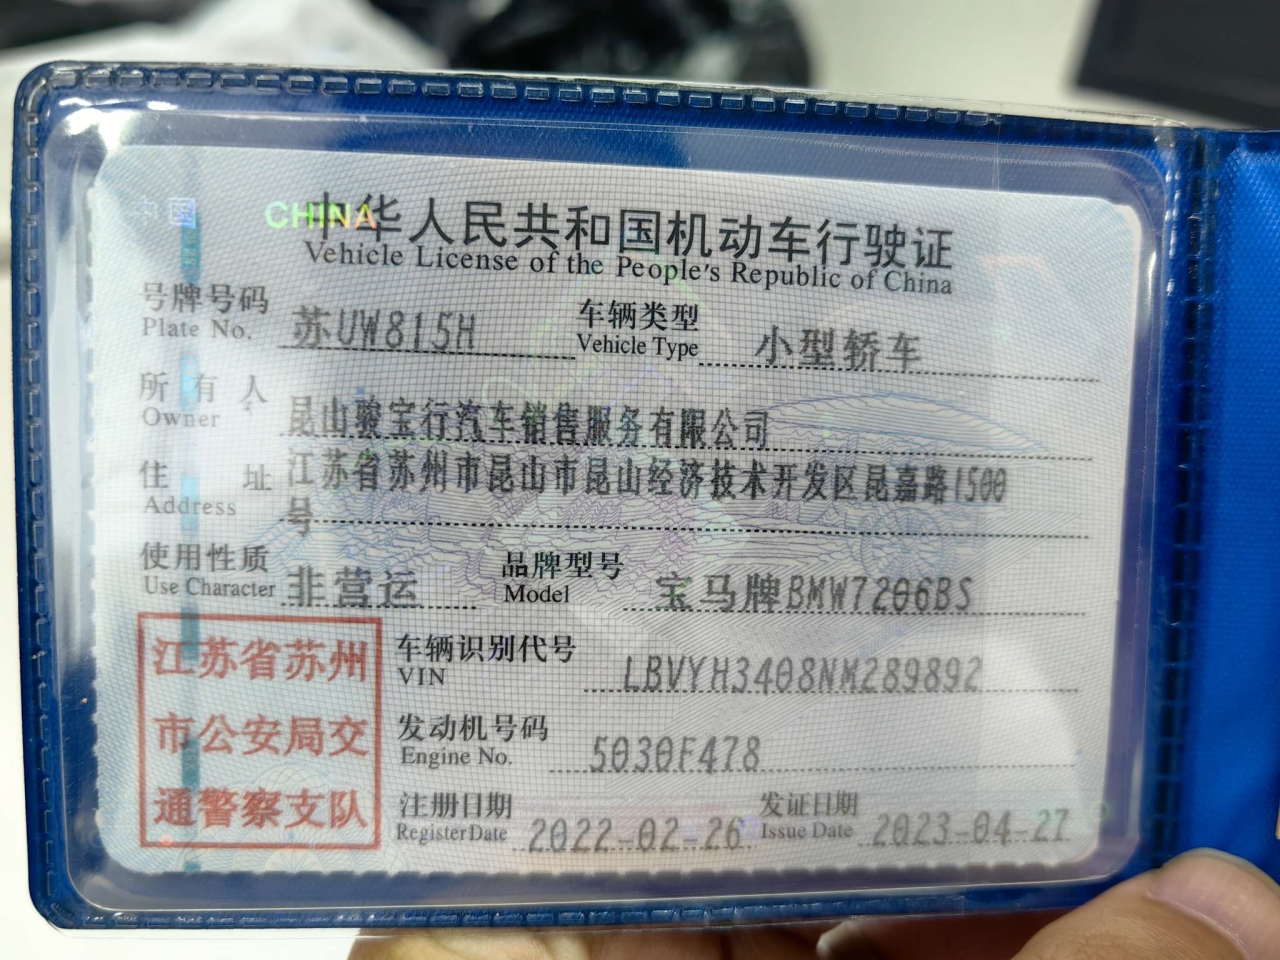 中国 CHINA
中华人民共和国机动车行驶证
Vehicle License of the People's Republic of China
号牌号码 苏UW815H 车辆类型 小型轿车
Plate No. Vehicle Type
所有人 昆山骏宝行汽车销售服务有限公司
Owner
住址 江苏省苏州市昆山市昆山经济技术开发区昆嘉路1500
Address 号
使用性质 非营运 品牌型号 宝马牌BMW7206BS
Use Character Model
江苏省苏州
市公安局交
通警察支队
车辆识别代号 LBVYH3408NM289892
VIN
发动机号码 5030F478
Engine No.
注册日期 2022-02-26 发证日期 2023-04-27
Register Date Issue Date